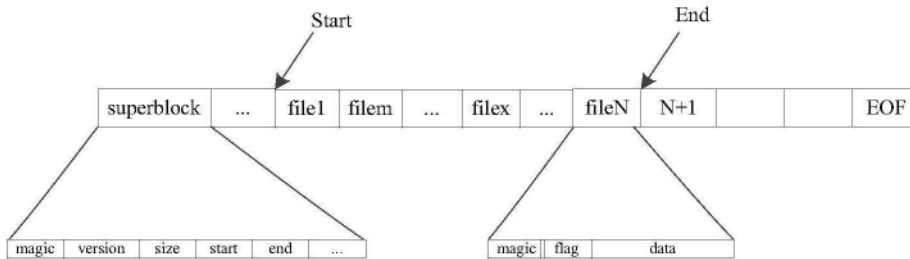 Start
End
superblock ... file1 filem ... filex ... fileN N+1 EOF
magic version size start end ...
magic flag data